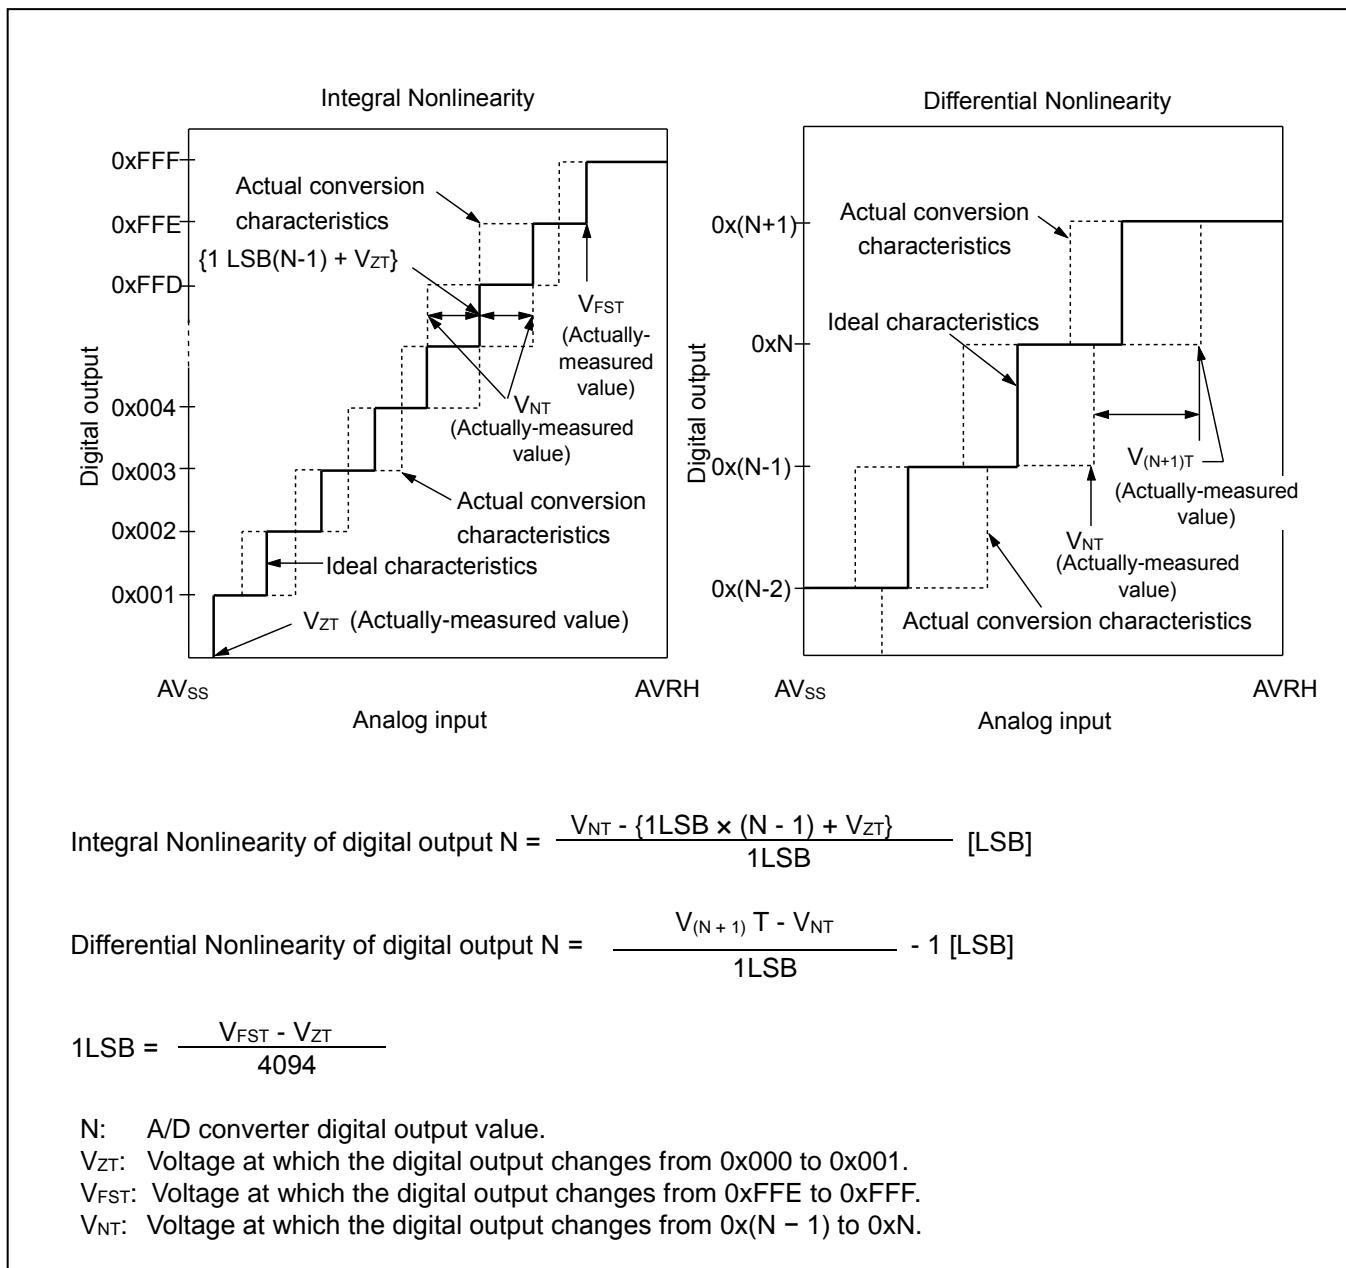 Integral Nonlinearity
0xFFF
0xFFE
0xFFD
0x004
0x003
0x002
0x001
Digital output
Actual conversion
characteristics
{1 LSB(N-1) + VZT}
VFST
(Actually-
measured
value)
VNT
(Actually-measured
value)
Actual conversion
characteristics
Ideal characteristics
VZT (Actually-measured value)
AVSS
AVRH
Analog input
Differential Nonlinearity
0x(N+1)
0xN
0x(N-1)
0x(N-2)
Digital output
Actual conversion
characteristics
Ideal characteristics
V(N+1)T
(Actually-measured
value)
VNT
(Actually-measured
value)
Actual conversion characteristics
AVSS
AVRH
Analog input
Integral Nonlinearity of digital output N = VNT - {1LSB × (N - 1) + VZT} [LSB]
1LSB
Differential Nonlinearity of digital output N = V(N + 1) T - VNT - 1 [LSB]
1LSB
1LSB = VFST - VZT
4094
N: A/D converter digital output value.
VZT: Voltage at which the digital output changes from 0x000 to 0x001.
VFST: Voltage at which the digital output changes from 0xFFE to 0xFFF.
VNT: Voltage at which the digital output changes from 0x(N − 1) to 0xN.